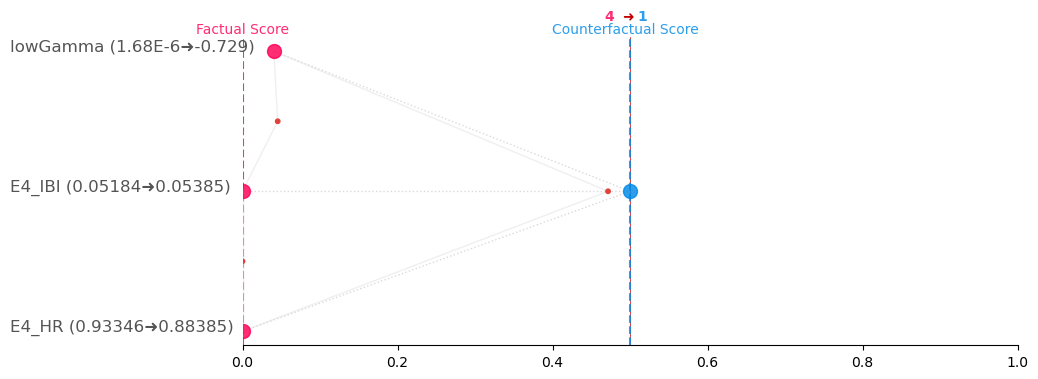 4 ➔ 1
Factual Score
Counterfactual Score
lowGamma (1.68E-6➔-0.729)
E4_IBI (0.05184➔0.05385)
E4_HR (0.93346➔0.88385)
0.0 0.2 0.4 0.6 0.8 1.0